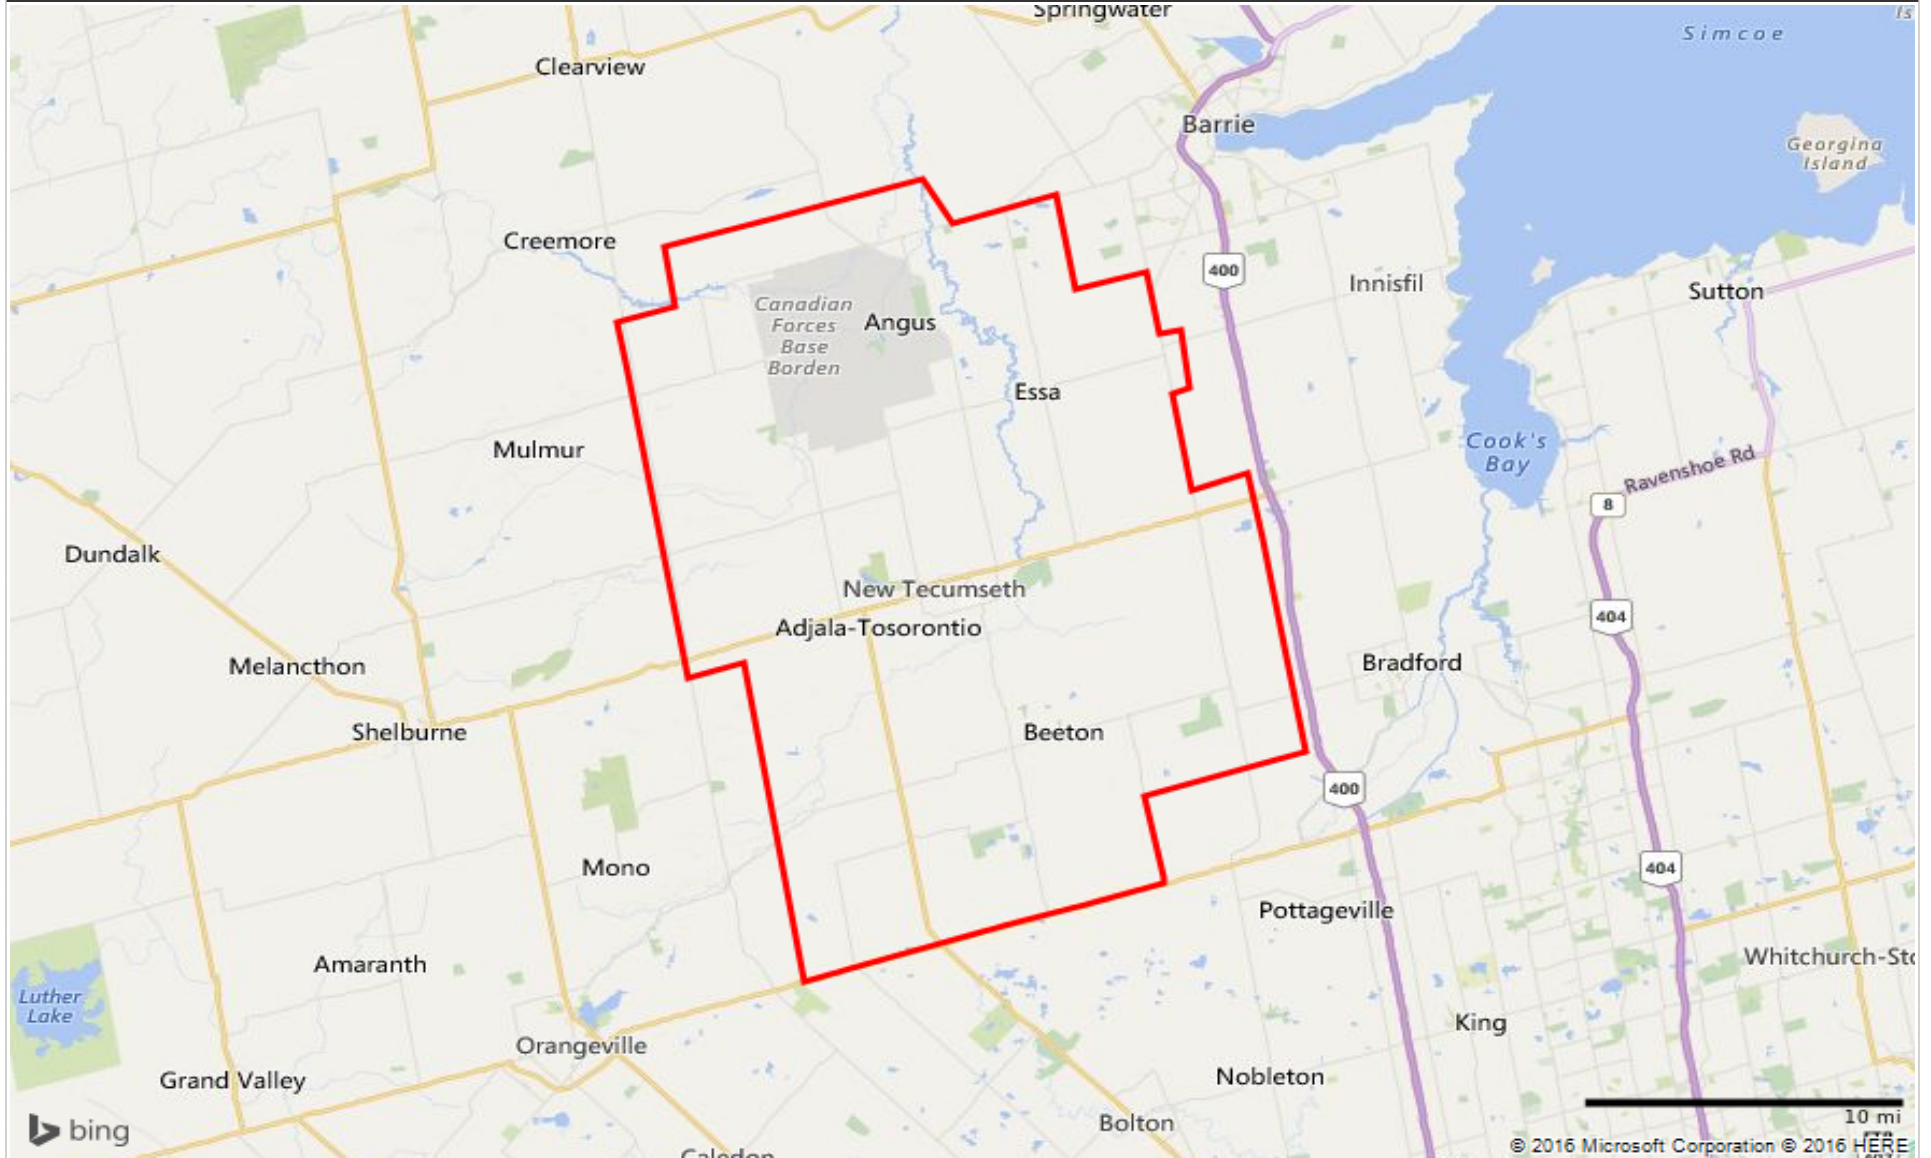 Springwater
Simcoe
Is
Clearview
Barrie
Georgina
Island
Creemore
400
Innisfil
Sutton
Canadian
Forces
Base
Borden
Angus
Essa
Mulmur
Cook's
Bay
Ravenshoe Rd
8
Dundalk
New Tecumseth
404
Adjala-Tosorontio
Melancthon
Bradford
Shelburne
Beeton
400
Mono
404
Pottageville
Amaranth
Whitchurch-Sto
Luther
Lake
King
Orangeville
Grand Valley
Nobleton
10 mi
Bolton
bing
© 2016 Microsoft Corporation © 2016 HERE
Caledon